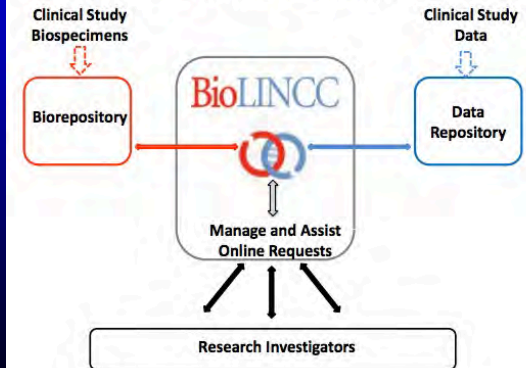 Clinical Study
Biospecimens
Clinical Study
Data
BioLINCC
Biorepository
Data
Repository
Manage and Assist
Online Requests
Research Investigators